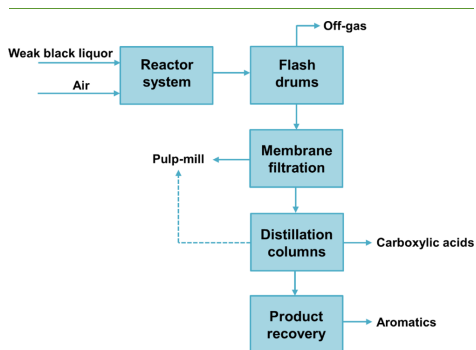 Off-gas
Weak black liquor
Air
Reactor
system
Flash
drums
Pulp-mill
Membrane
filtration
Distillation
columns
Carboxylic acids
Product
recovery
Aromatics